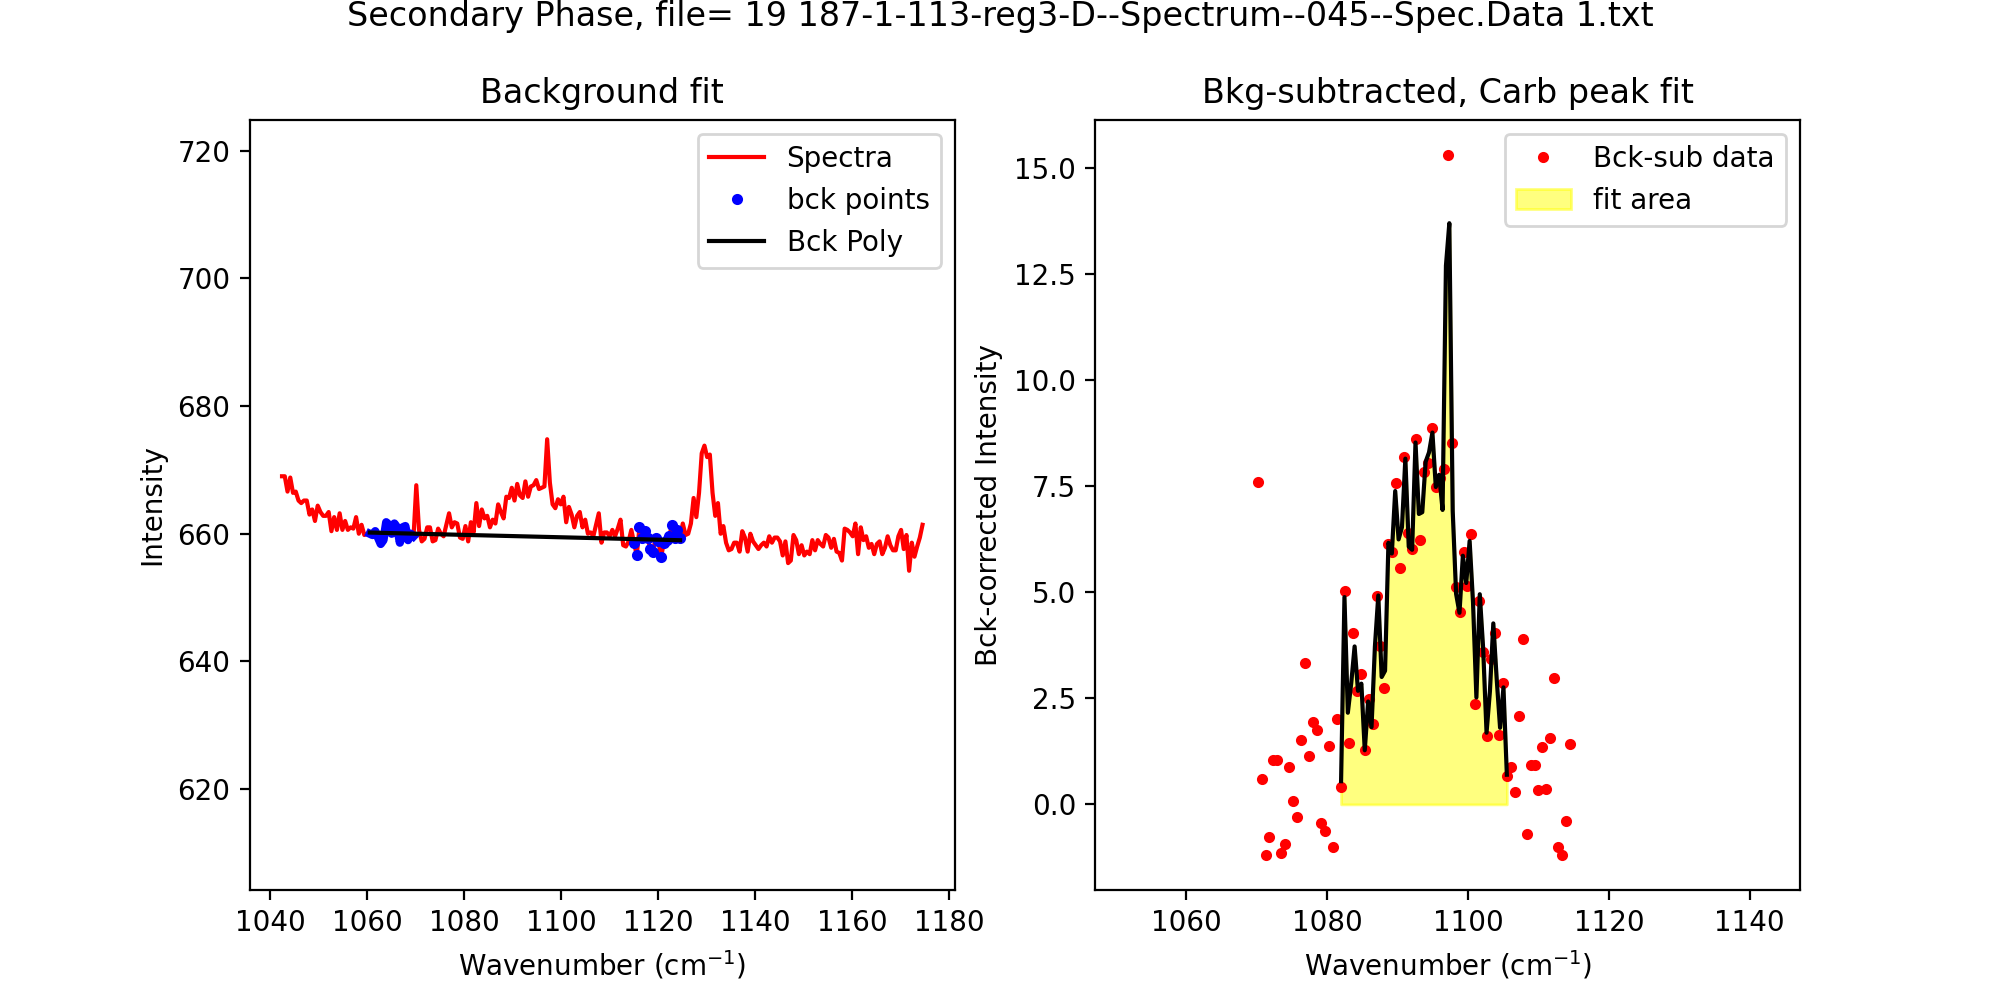 Secondary Phase, file= 19 187-1-113-reg3-D--Spectrum--045--Spec.Data 1.txt
Background fit
Spectra
bck points
Bck Poly
720
700
680
660
640
620
Intensity
1040 1060 1080 1100 1120 1140 1160 1180
Wavenumber (cm⁻¹)
Bkg-subtracted, Carb peak fit
Bck-sub data
fit area
15.0
12.5
10.0
7.5
5.0
2.5
0.0
Bck-corrected Intensity
1060 1080 1100 1120 1140
Wavenumber (cm⁻¹)